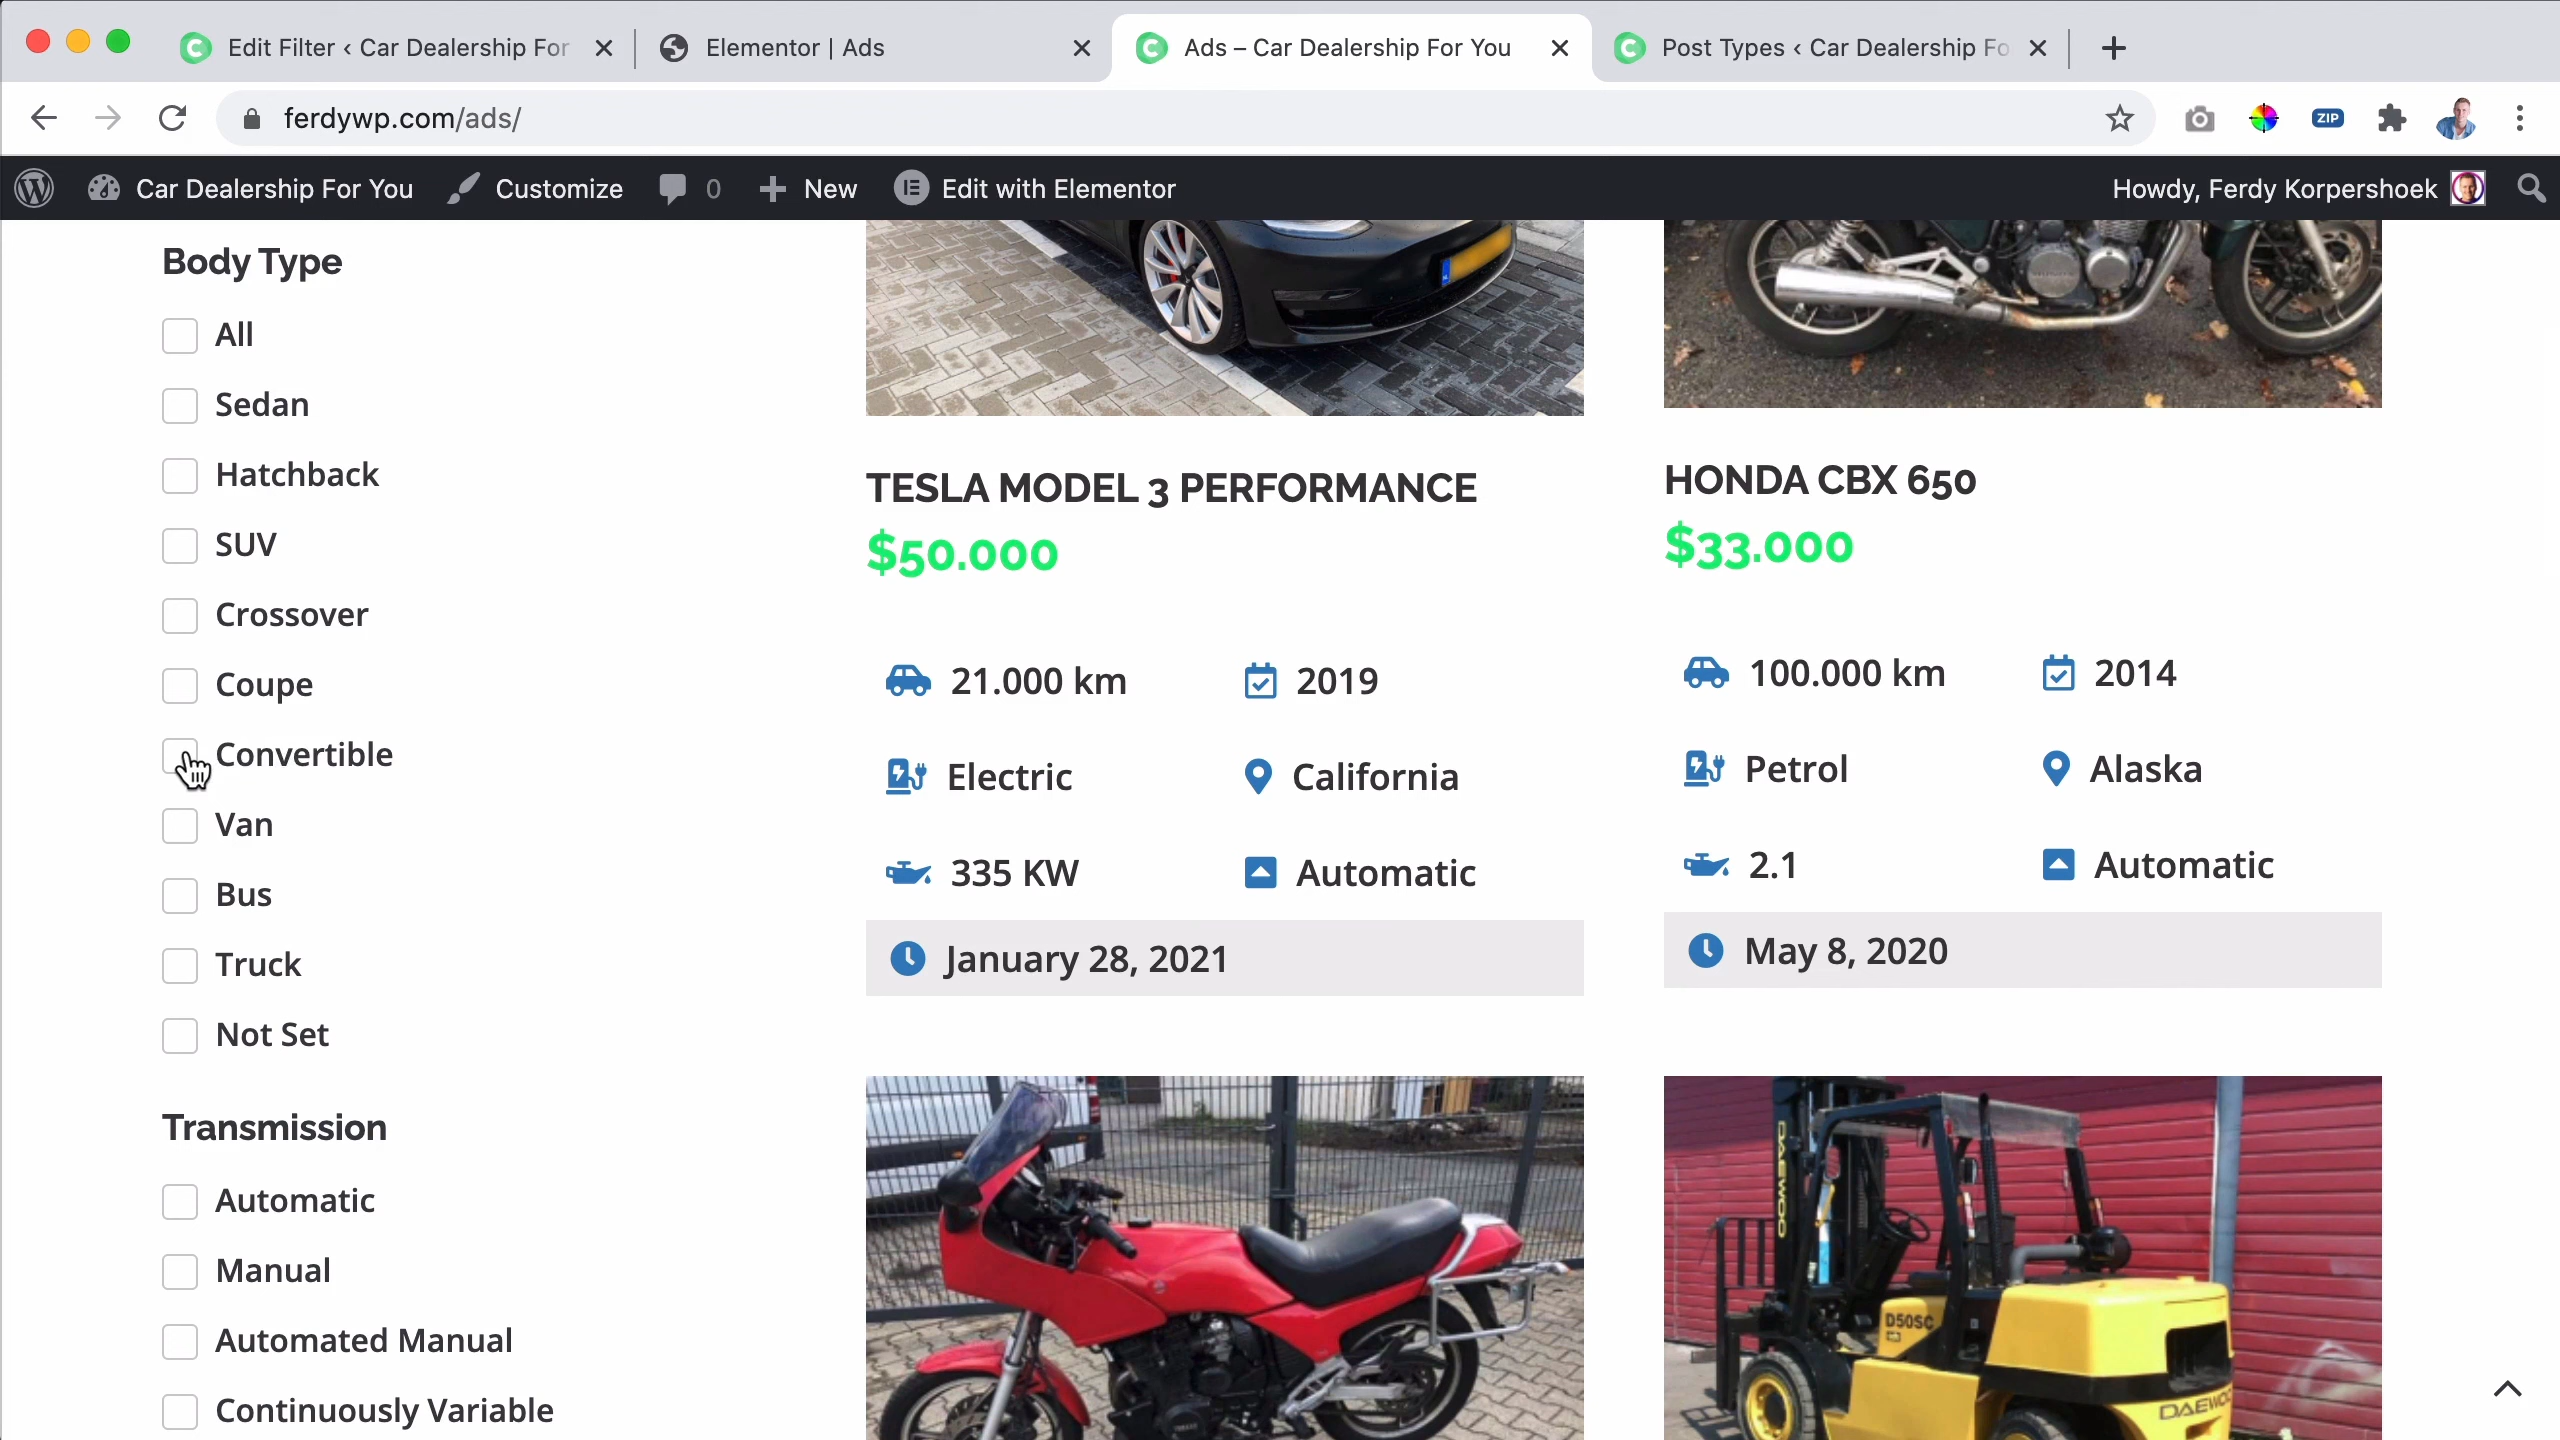 Edit Filter ‹ Car Dealership For
Elementor | Ads
Ads – Car Dealership For You
Post Types ‹ Car Dealership Fo
ferdywp.com/ads/
ZIP
Car Dealership For You
Customize
0
New
Edit with Elementor
Howdy, Ferdy Korpershoek
Body Type
All
Sedan
Hatchback
SUV
Crossover
Coupe
Convertible
Van
Bus
Truck
Not Set
Transmission
Automatic
Manual
Automated Manual
Continuously Variable
TESLA MODEL 3 PERFORMANCE
$50.000
21.000 km
2019
Electric
California
335 KW
Automatic
January 28, 2021
HONDA CBX 650
$33.000
100.000 km
2014
Petrol
Alaska
2.1
Automatic
May 8, 2020
DAEWOO
D50SC
DAEWOO